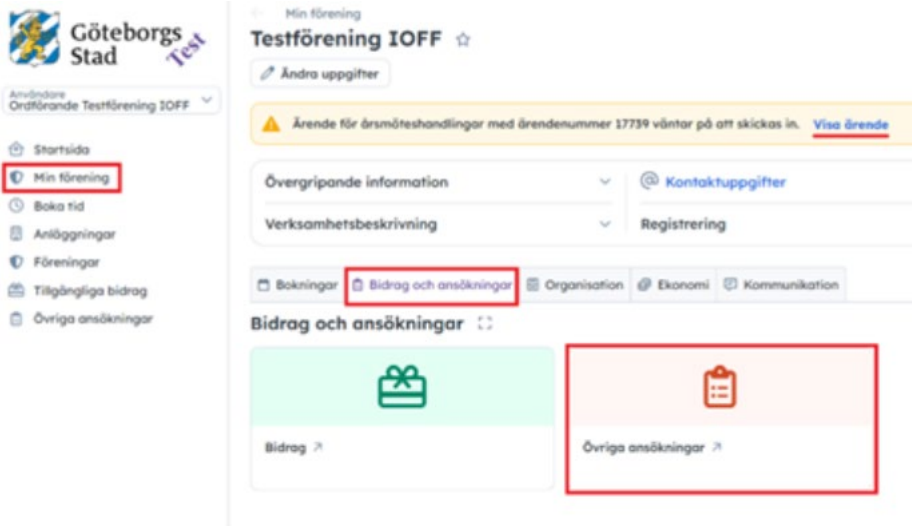 Göteborgs
Stad
Test
Användare
Ordförande Testförening IOFF
Startsida
Min förening
Boka tid
Anläggningar
Föreningar
Tillgängliga bidrag
Övriga ansökningar
Min förening
Testförening IOFF
Ändra uppgifter
Ärende för årsmöteshandlingar med ärendenummer 17739 väntar på att skickas in. Visa ärende
Övergripande information
Kontaktuppgifter
Verksamhetsbeskrivning
Registrering
Bokningar Bidrag och ansökningar Organisation Ekonomi Kommunikation
Bidrag och ansökningar
Bidrag
Övriga ansökningar